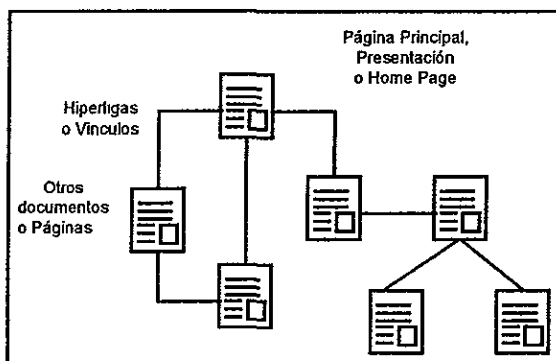 Página Principal,
Presentación
o Home Page
Hiperligas
o Vinculos
Otros
documentos
o Páginas